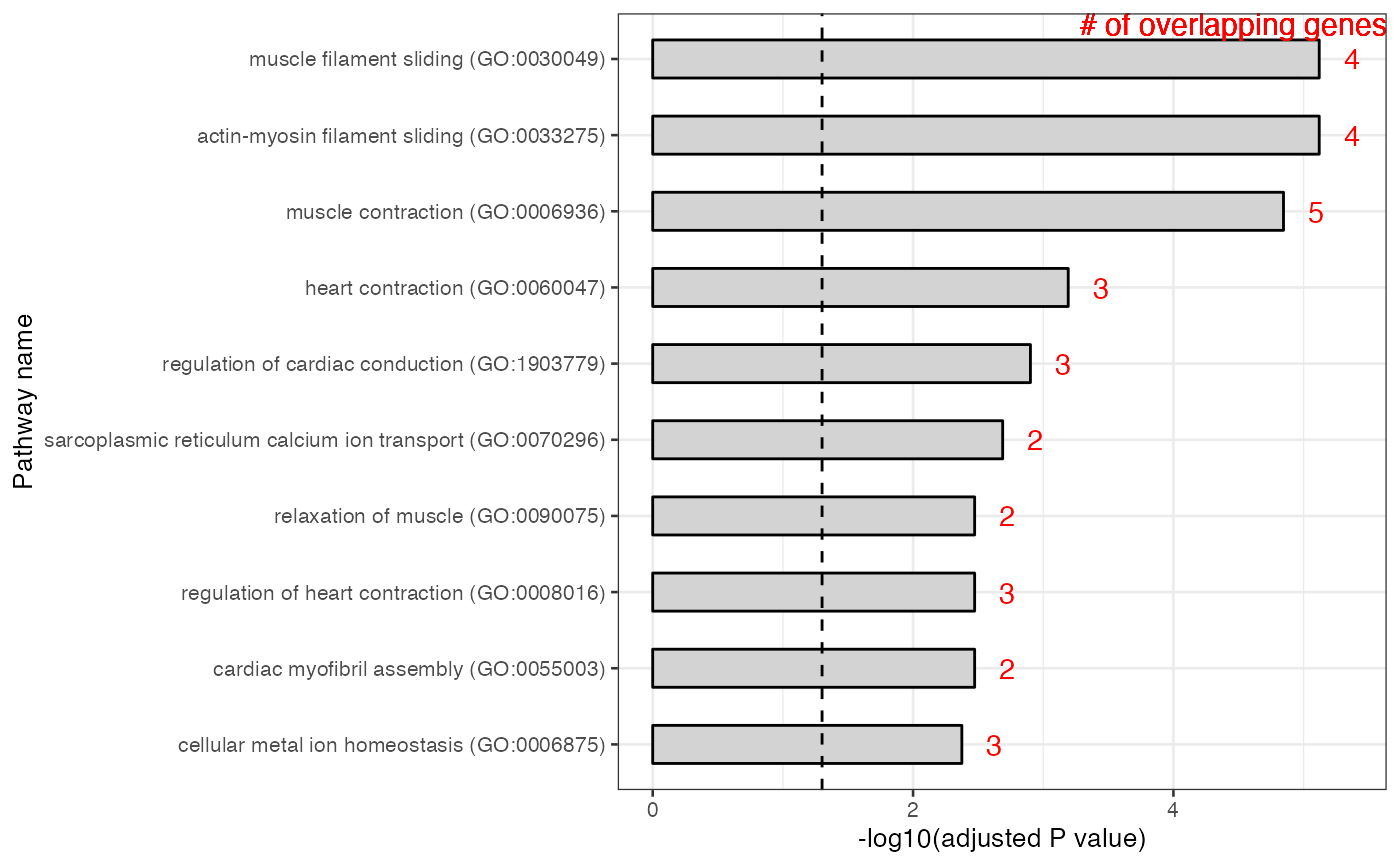 # of overlapping genes
muscle filament sliding (GO:0030049) 4
actin-myosin filament sliding (GO:0033275) 4
muscle contraction (GO:0006936) 5
heart contraction (GO:0060047) 3
regulation of cardiac conduction (GO:1903779) 3
sarcoplasmic reticulum calcium ion transport (GO:0070296) 2
relaxation of muscle (GO:0090075) 2
regulation of heart contraction (GO:0008016) 3
cardiac myofibril assembly (GO:0055003) 2
cellular metal ion homeostasis (GO:0006875) 3
Pathway name
0 2 4
-log10(adjusted P value)